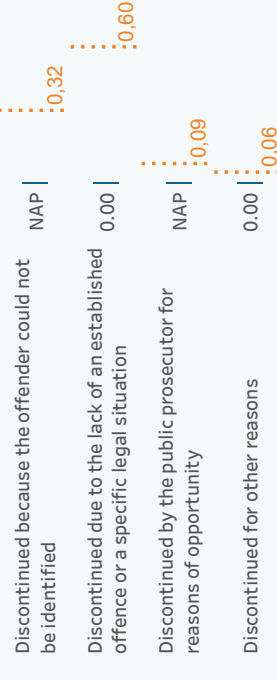 Discontinued because the offender could not
be identified
NAP
0,32
Discontinued due to the lack of an established
offence or a specific legal situation
0.00
0,60
Discontinued by the public prosecutor for
reasons of opportunity
NAP
0,09
Discontinued for other reasons
0.00
0.06